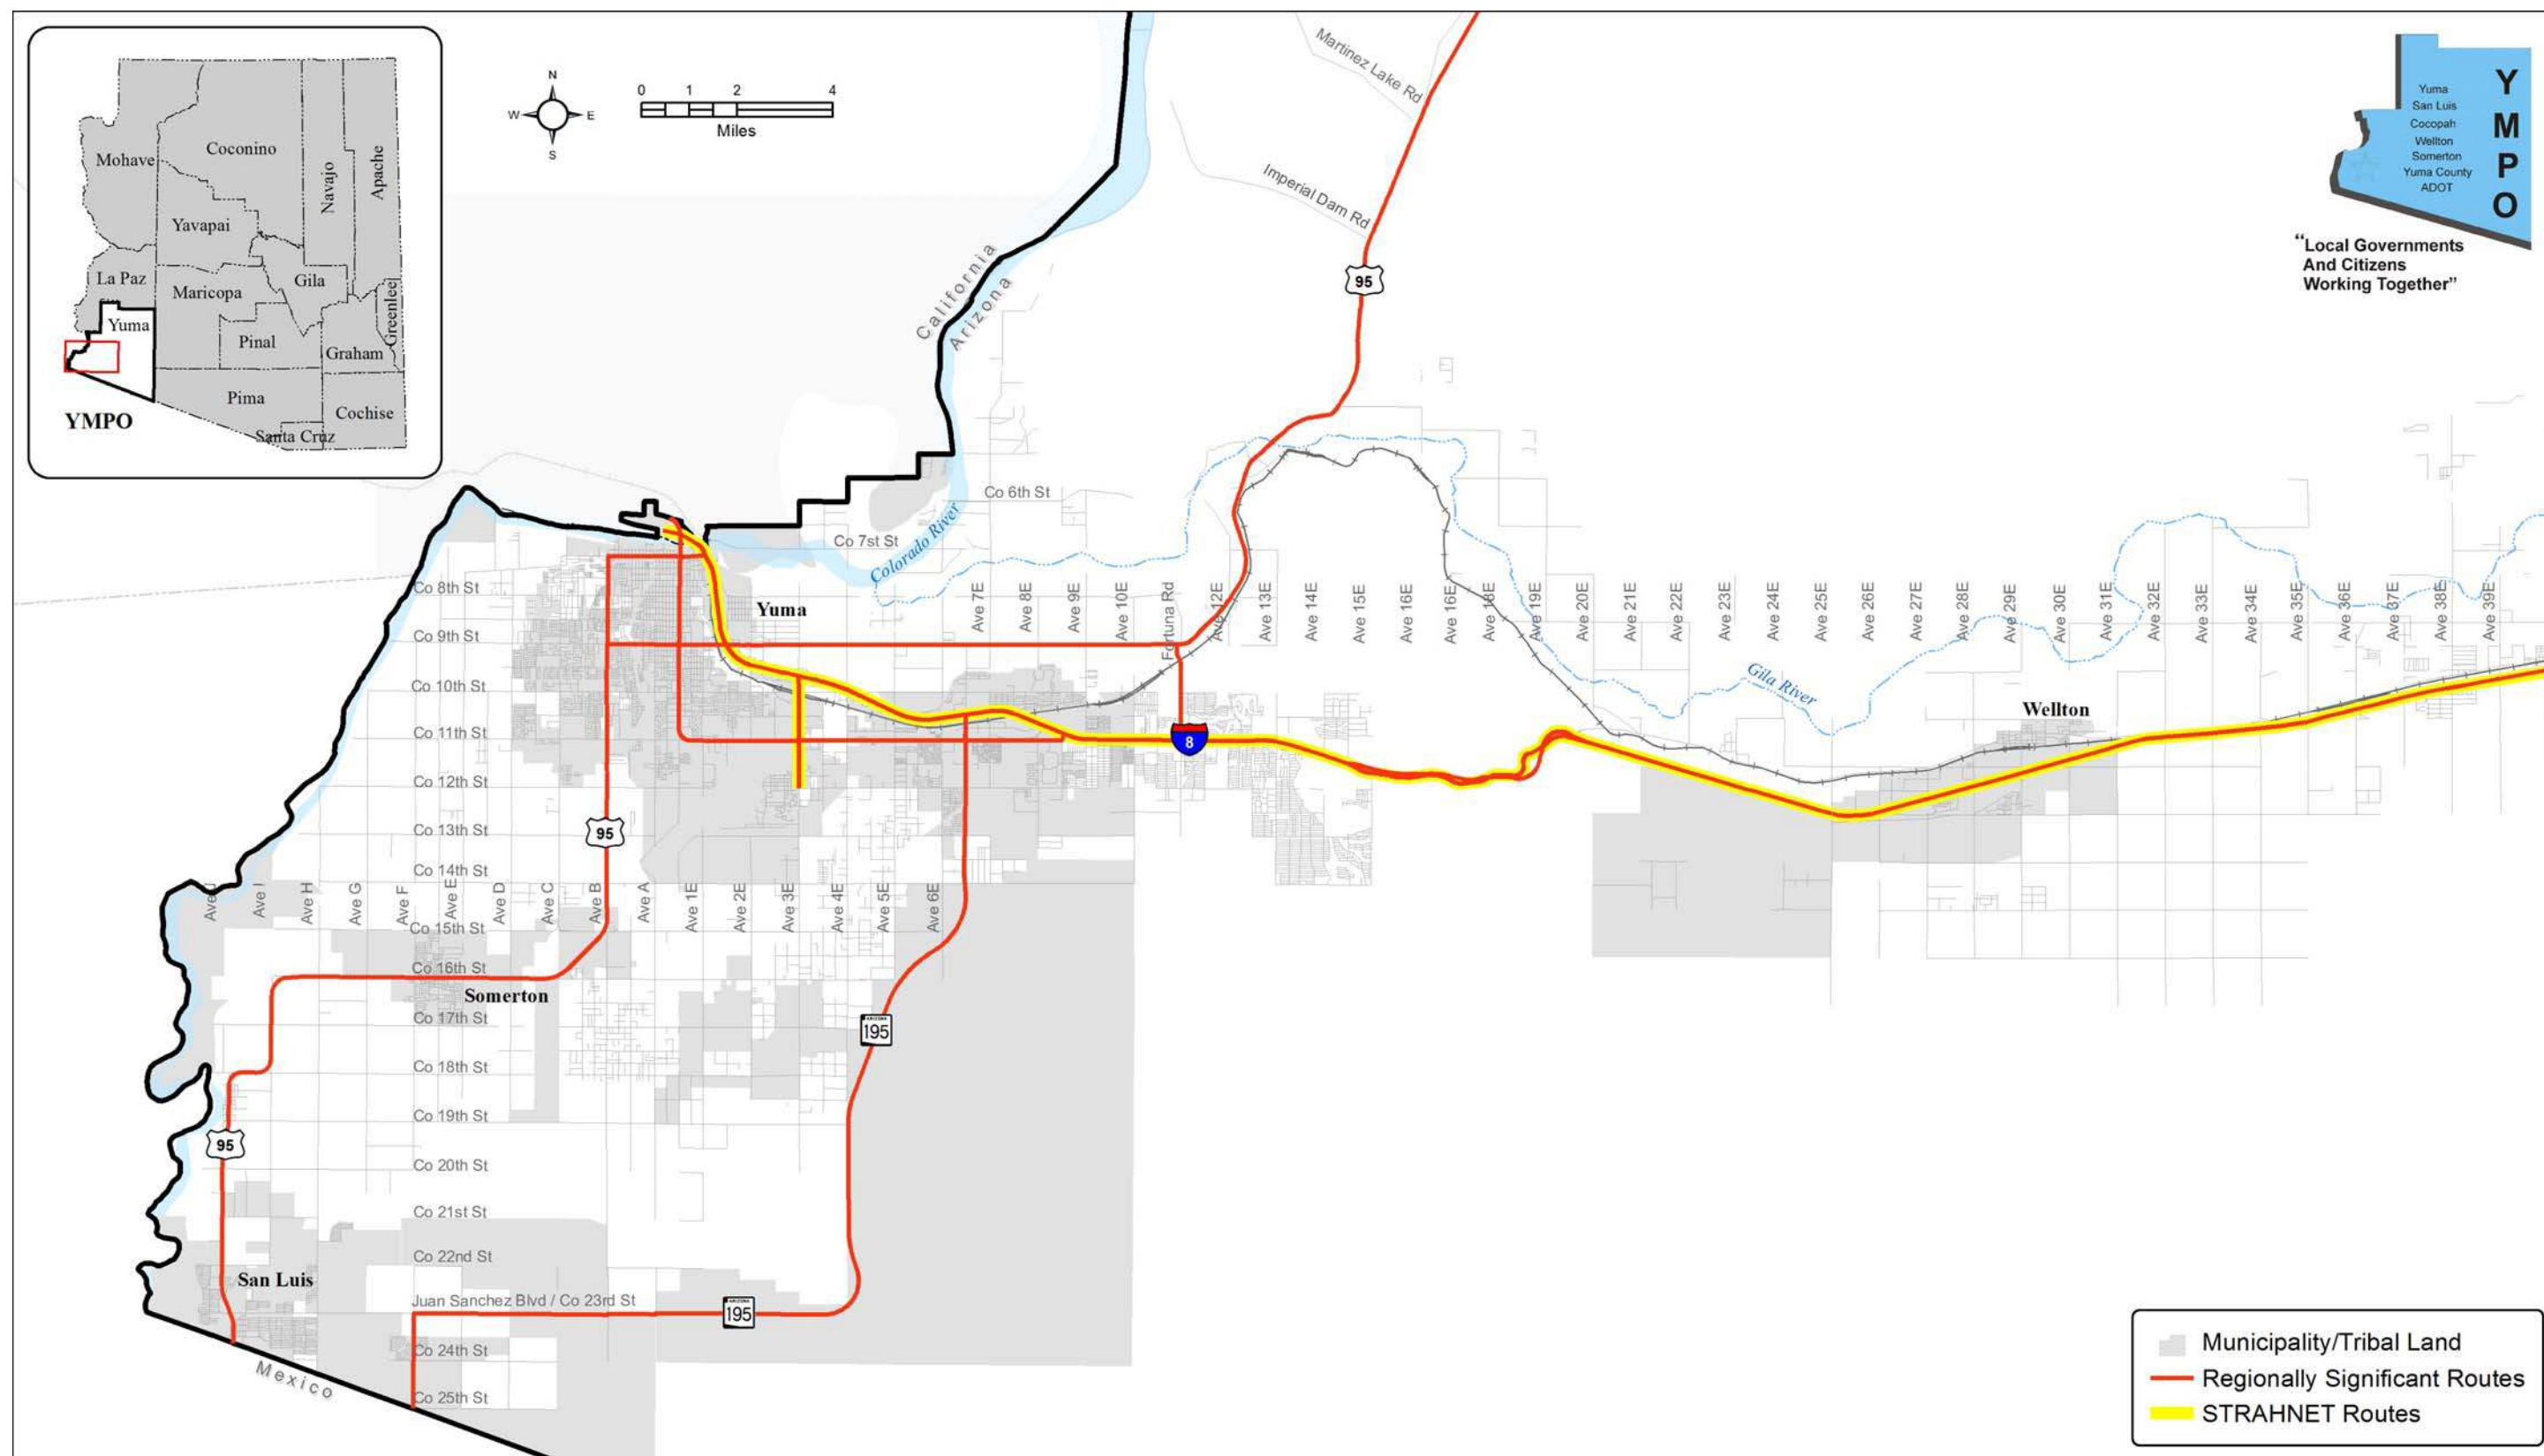 Mohave
Coconino
Navajo
Apache
Yavapai
La Paz
Maricopa
Gila
Greenlee
Yuma
Pinal
Graham
Pima
Cochise
Santa Cruz
YMPO
N
W
E
S
0 1 2 4
Miles
Martinez Lake Rd
Imperial Dam Rd
95
California
Arizona
Yuma
San Luis
Cocopah
Wellton
Somerton
Yuma County
ADOT
Y
M
P
O
“Local Governments
And Citizens
Working Together”
Co 6th St
Co 7st St
Colorado River
Co 8th St
Yuma
Co 9th St
Co 10th St
Co 11th St
Co 12th St
Co 13th St
Co 14th St
Co 15th St
Co 16th St
Somerton
Co 17th St
Co 18th St
Co 19th St
Co 20th St
Co 21st St
Co 22nd St
San Luis
Juan Sanchez Blvd / Co 23rd St
Co 24th St
Co 25th St
Mexico
Ave 7E
Ave 8E
Ave 9E
Ave 10E
Fortuna Rd
Ave 12E
Ave 13E
Ave 14E
Ave 15E
Ave 16E
Ave 16E
Ave 18E
Ave 19E
Ave 20E
Ave 21E
Ave 22E
Ave 23E
Ave 24E
Ave 25E
Ave 26E
Ave 27E
Ave 28E
Ave 29E
Ave 30E
Ave 31E
Ave 32E
Ave 33E
Ave 34E
Ave 35E
Ave 36E
Ave 37E
Ave 38E
Ave 39E
Gila River
Wellton
8
95
Ave J
Ave I
Ave H
Ave G
Ave F
Ave E
Ave D
Ave C
Ave B
Ave A
Ave 1E
Ave 2E
Ave 3E
Ave 4E
Ave 5E
Ave 6E
ARIZONA
195
95
ARIZONA
195
Municipality/Tribal Land
Regionally Significant Routes
STRAHNET Routes